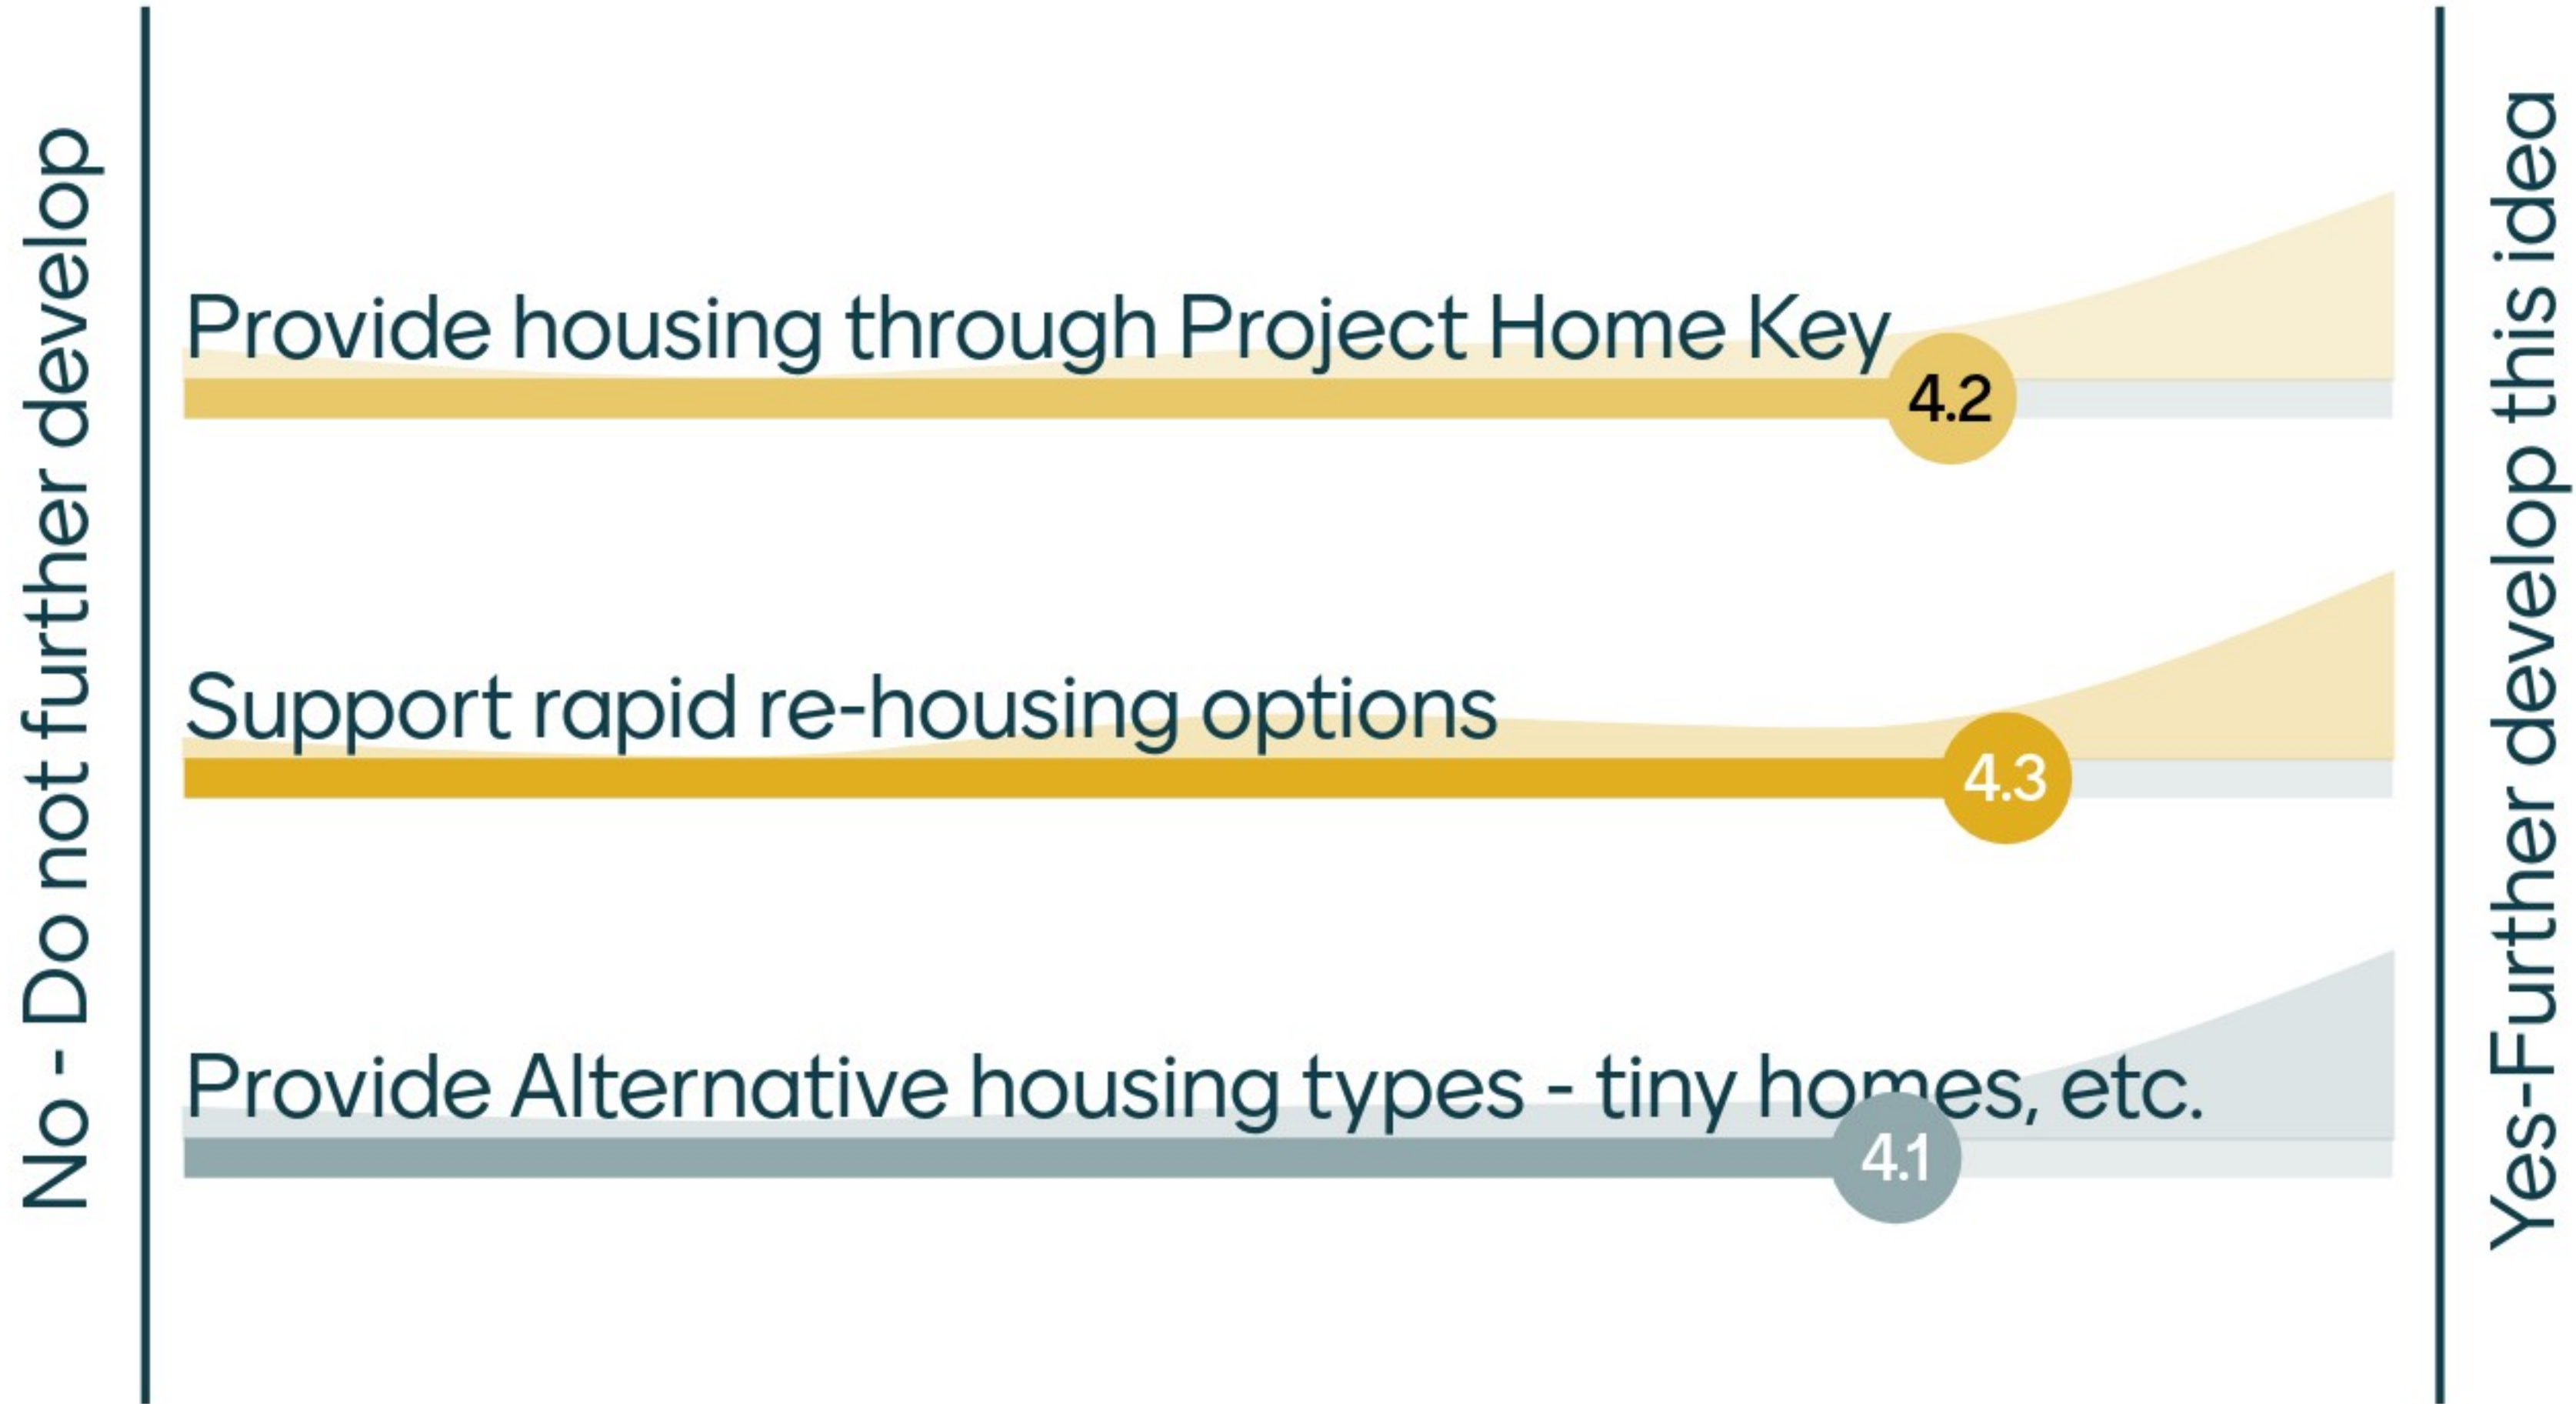 No - Do not further develop
Provide housing through Project Home Key
4.2
Support rapid re-housing options
4.3
Provide Alternative housing types - tiny homes, etc.
4.1
Yes-Further develop this idea